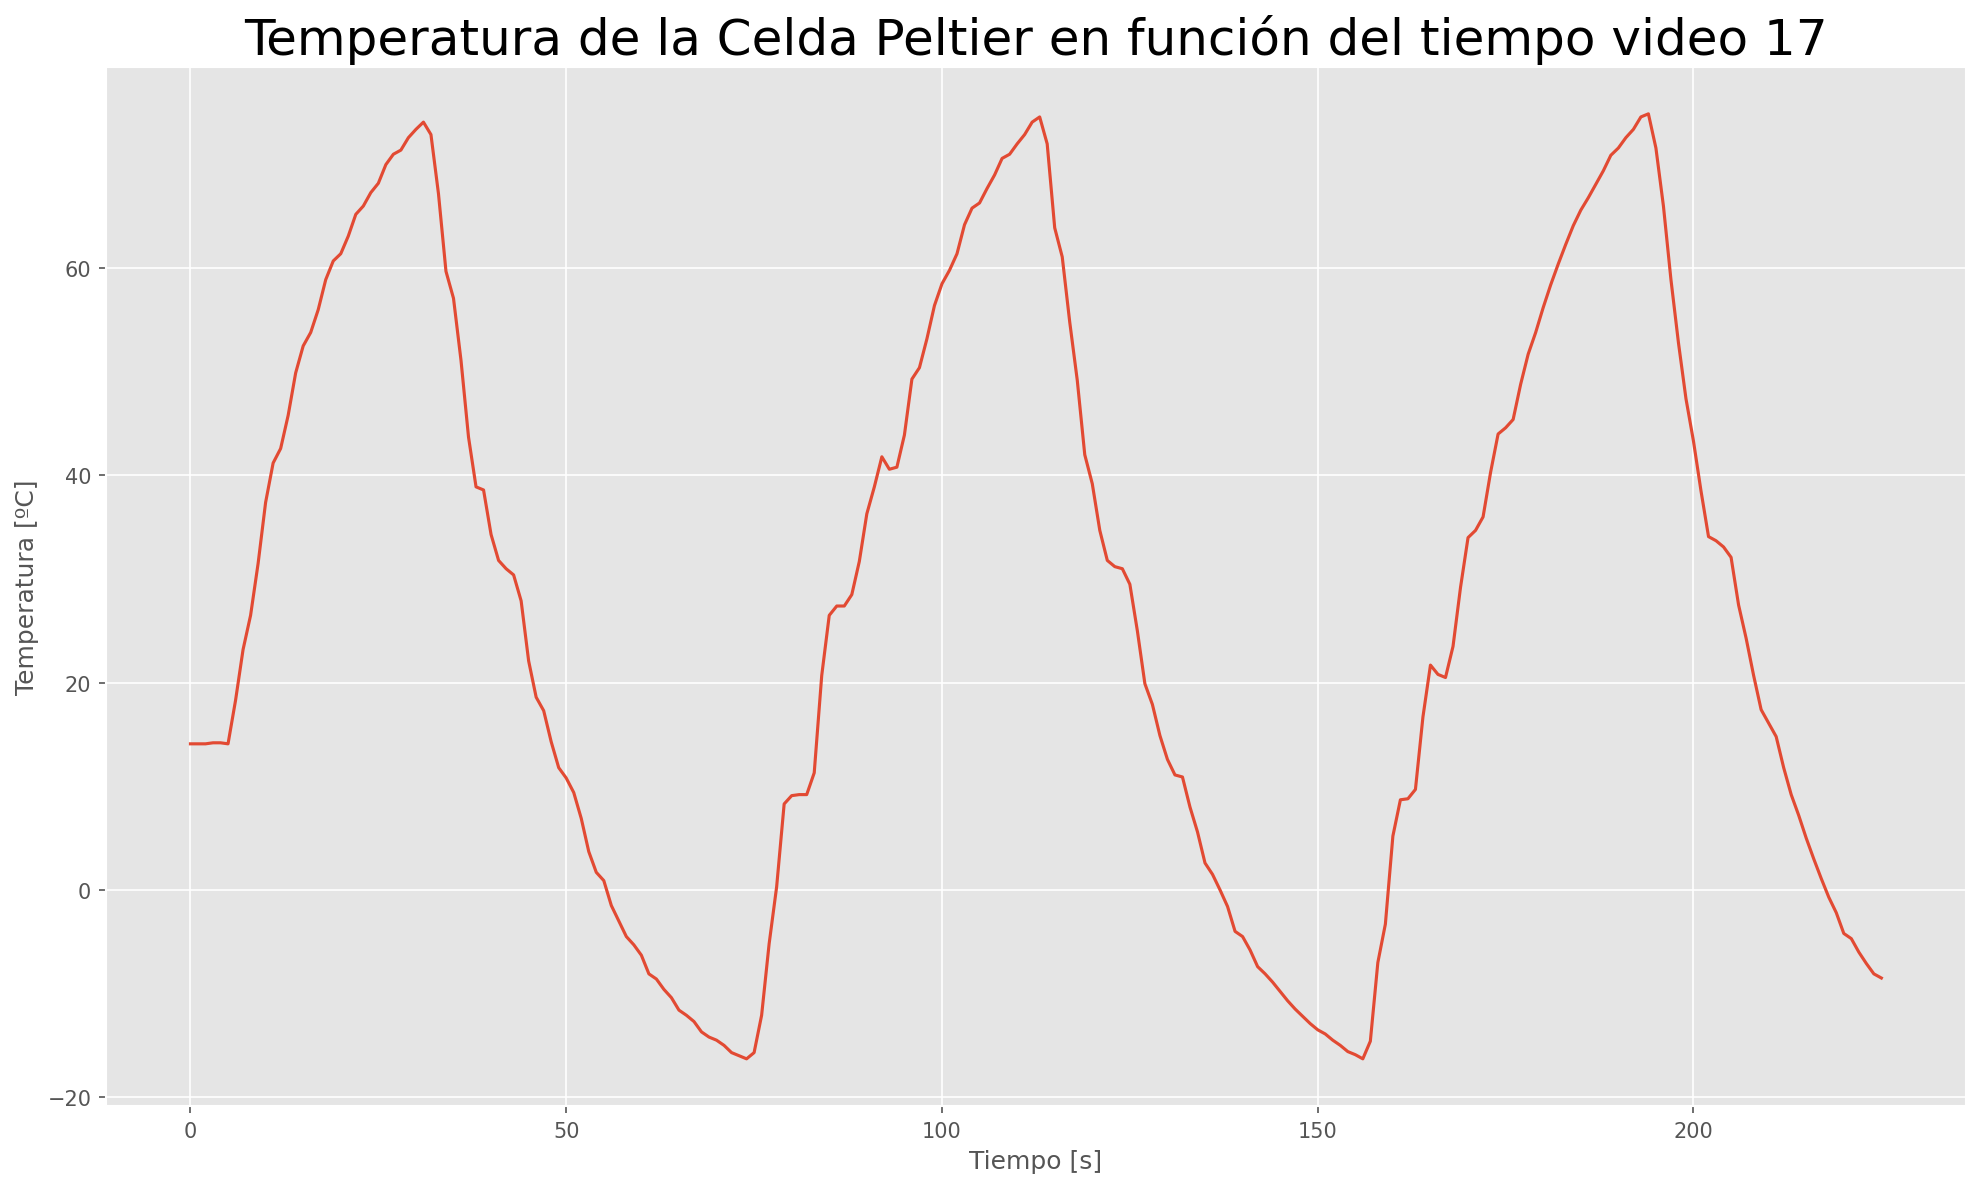 Temperatura de la Celda Peltier en función del tiempo video 17
Temperatura [ºC]
60
40
20
0
−20
0 50 100 150 200
Tiempo [s]